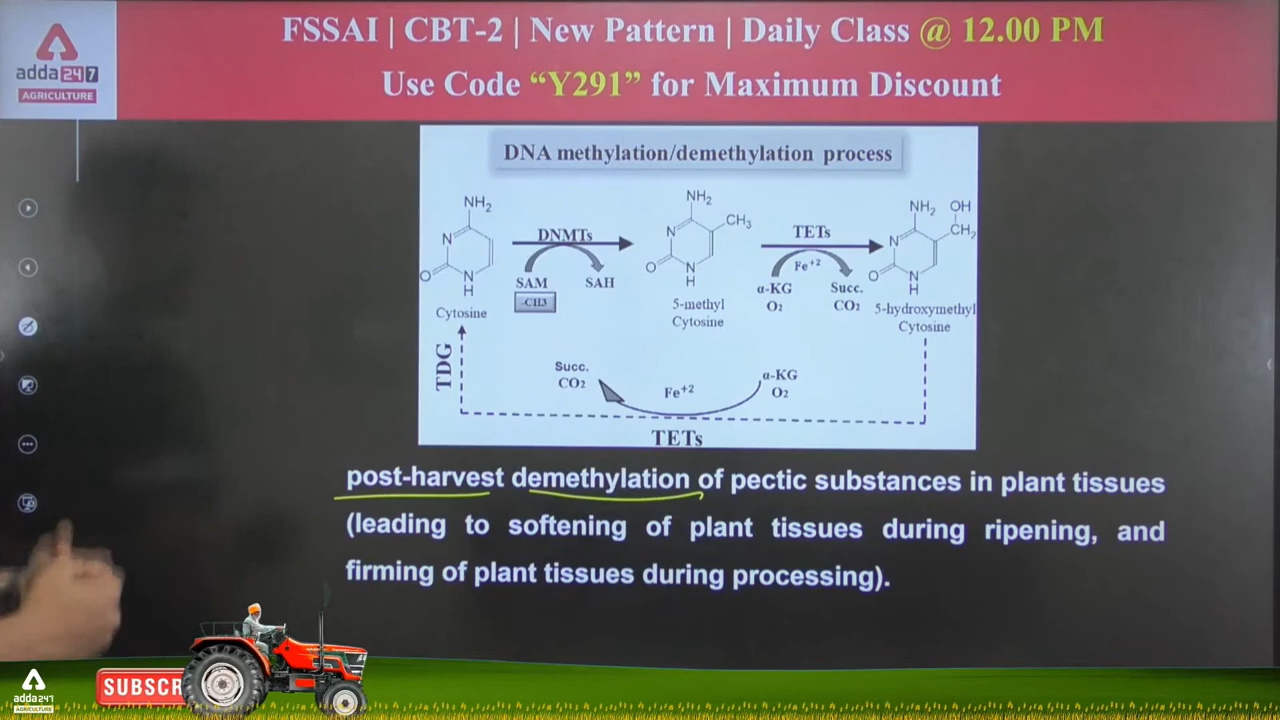 FSSAI | CBT-2 | New Pattern | Daily Class @ 12.00 PM
Use Code “Y291” for Maximum Discount
adda247
AGRICULTURE
DNA methylation/demethylation process
NH2
N
O
N
H
Cytosine
DNMTs
SAM
SAH
-CH3
NH2
CH3
N
O
N
H
5-methyl
Cytosine
TETs
Fe+2
α-KG
O2
Succ.
CO2
NH2
OH
CH2
N
O
N
H
5-hydroxymethyl
Cytosine
TDG
Succ.
CO2
Fe+2
α-KG
O2
TETs
post-harvest demethylation of pectic substances in plant tissues
(leading to softening of plant tissues during ripening, and
firming of plant tissues during processing).
adda247
AGRICULTURE
SUBSCR